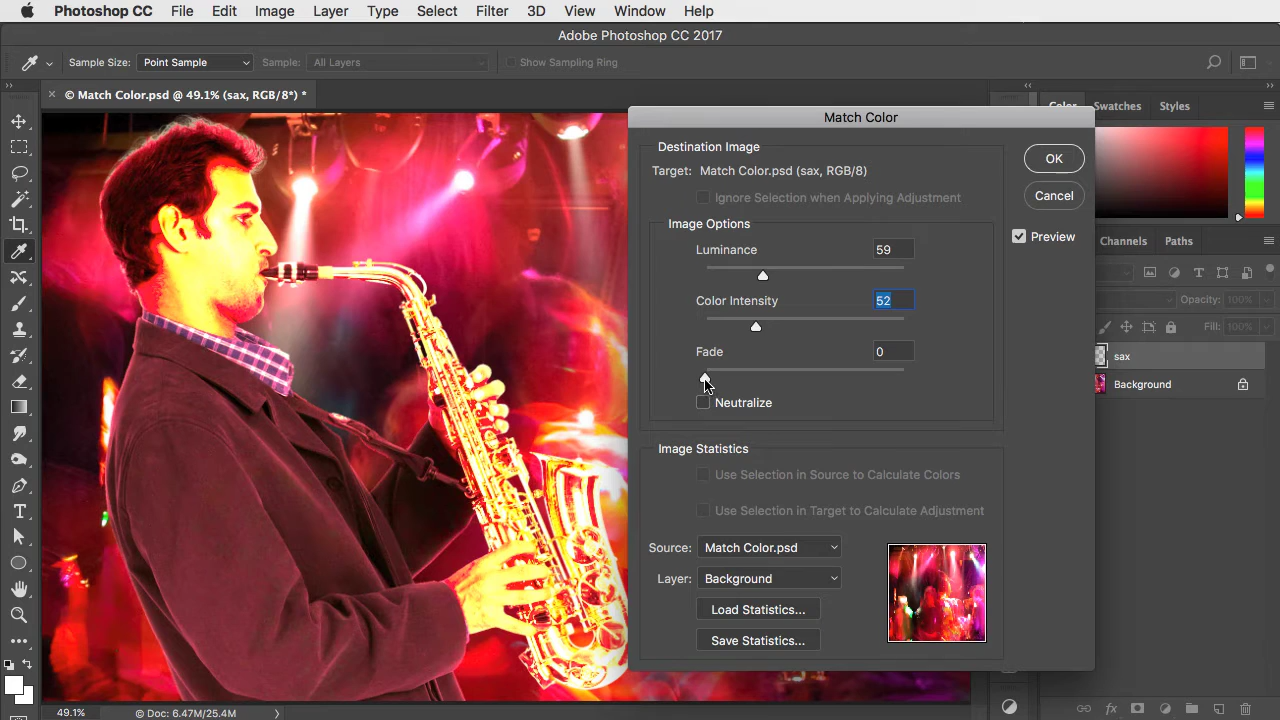 Photoshop CC File Edit Image Layer Type Select Filter 3D View Window Help
Adobe Photoshop CC 2017
Sample Size: Point Sample Sample: All Layers Show Sampling Ring
× © Match Color.psd @ 49.1% (sax, RGB/8*) *
Color Swatches Styles
Match Color
Destination Image
Target: Match Color.psd (sax, RGB/8)
Ignore Selection when Applying Adjustment
OK
Cancel
Preview
Image Options
Luminance 59
Color Intensity 52
Fade 0
Neutralize
Image Statistics
Use Selection in Source to Calculate Colors
Use Selection in Target to Calculate Adjustment
Source: Match Color.psd
Layer: Background
Load Statistics...
Save Statistics...
Channels Paths
Opacity: 100%
Fill: 100%
sax
Background
fx
49.1% © Doc: 6.47M/25.4M